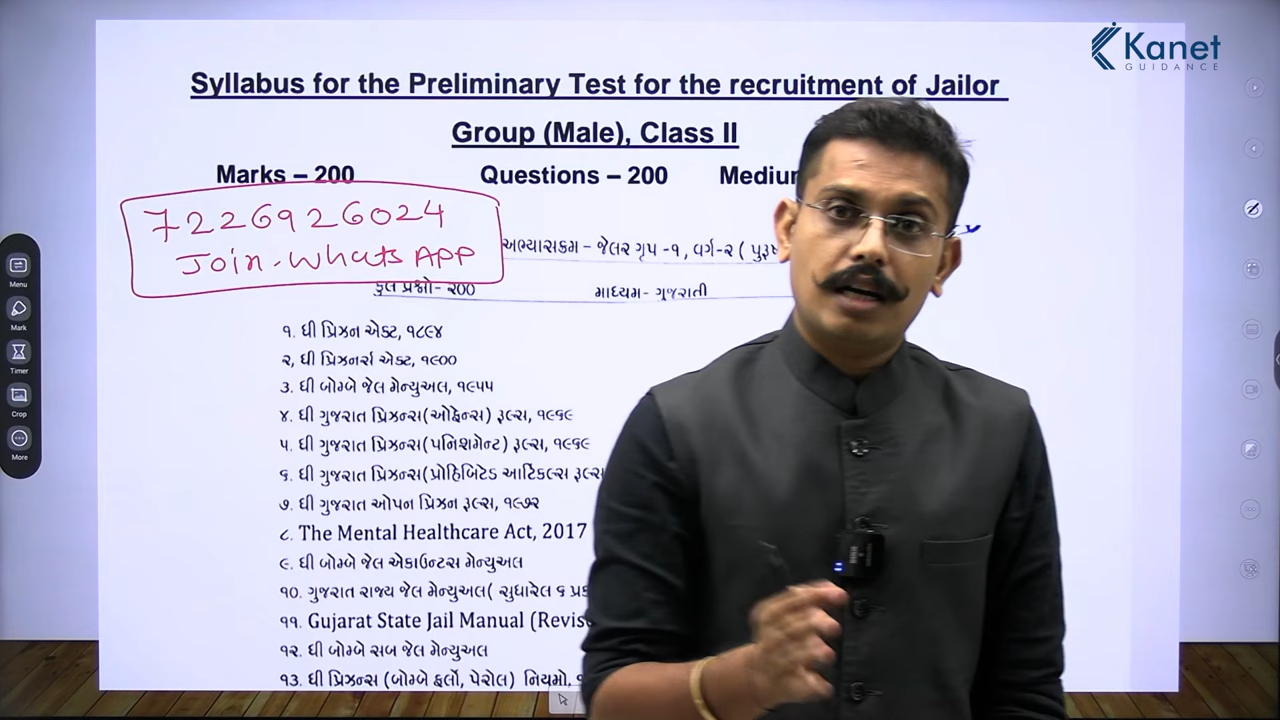 Kanet
GUIDANCE
Syllabus for the Preliminary Test for the recruitment of Jailor
Group (Male), Class II
Marks – 200 Questions – 200
7226926024
Join - WhatsAPP
અભ્યાસક્રમ – જેલર ગ્રુપ -૧, વર્ગ-૨ ( પુરૂષ
કુલ પ્રશ્નો- ૨૦૦ માધ્યમ- ગુજરાતી
૧. ધી પ્રિઝન એક્ટ, ૧૮૯૪
૨, ધી પ્રિઝનર્સ એક્ટ, ૧૯૦૦
૩. ધી બોમ્બે જેલ મેન્યુઅલ, ૧૯૫૫
૪. ધી ગુજરાત પ્રિઝન્સ(ઓફેન્સ) રૂલ્સ, ૧૯૬૯
૫. ધી ગુજરાત પ્રિઝન્સ(પનિશમેન્ટ) રૂલ્સ, ૧૯૬૯
૬. ધી ગુજરાત પ્રિઝન્સ(પ્રોહિબિટેડ આર્ટિકલ્સ રૂલ્સ
૭. ધી ગુજરાત ઓપન પ્રિઝન રૂલ્સ, ૧૯૭૨
૮. The Mental Healthcare Act, 2017
૯. ધી બોમ્બે જેલ એકાઉન્ટસ મેન્યુઅલ
૧૦. ગુજરાત રાજ્ય જેલ મેન્યુઅલ( સુધારેલ ૬
૧૧. Gujarat State Jail Manual
૧૨. ધી બોમ્બે સબ જેલ મેન્યુઅલ
૧૩. ધી પ્રિઝન્સ (બોમ્બે ફર્લો, પેરોલ) નિયમો,
Menu
Mark
Timer
Crop
More